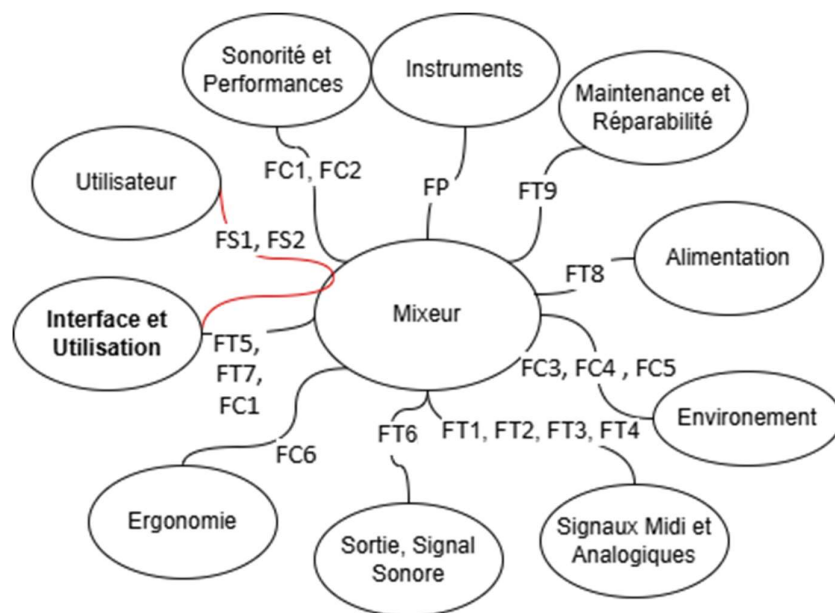 Sonorité et
Performances
Instruments
Maintenance et
Réparabilité
Utilisateur
FC1, FC2
FP
FT9
FS1, FS2
Alimentation
FT8
Interface et
Utilisation
Mixeur
FT5,
FT7,
FC1
FC3, FC4 , FC5
Environement
FC6
FT6
FT1, FT2, FT3, FT4
Ergonomie
Sortie, Signal
Sonore
Signaux Midi et
Analogiques